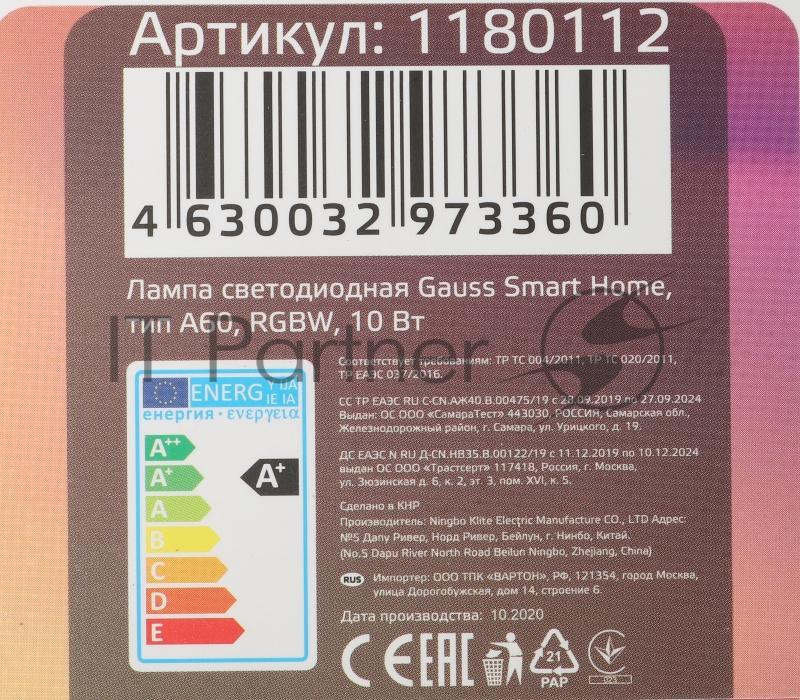 Артикул: 1180112
4 630032 973360
Лампа светодиодная Gauss Smart Home,
тип A60, RGBW, 10 Вт
IT Partner
Соответствует требованиям: ТР ТС 004/2011, ТР ТС 020/2011,
ТР ЕАЭС 037/2016.
ENERG Y IJA
IE IA
енергия · ενεργεια
A++
A+
A
B
C
D
E
A+
СС ТР ЕАЭС RU С-CN.АЖ40.В.00475/19 с 28.09.2019 по 27.09.2024
Выдан: ОС ООО «СамараТест» 443030, РОССИЯ, Самарская обл.,
Железнодорожный район, г. Самара, ул. Урицкого, д. 19.
ДС ЕАЭС N RU Д-CN.НВ35.В.00122/19 с 11.12.2019 по 10.12.2024
выдан ОС ООО «Трастсерт» 117418, Россия, г. Москва,
ул. Зюзинская д. 6, к. 2, эт. 3, пом. XVI, к. 5.
Сделано в КНР
Производитель: Ningbo Klite Electric Manufacture CO., LTD Адрес:
№5 Дапу Ривер, Норд Ривер, Бейлун, г. Нинбо, Китай.
(No.5 Dapu River North Road Beilun Ningbo, Zhejiang, China)
RUS Импортер: ООО ТПК «ВАРТОН», РФ, 121354, город Москва,
улица Дорогобужская, дом 14, строение 6.
Дата производства: 10.2020
CE EAC
21
PAP
023